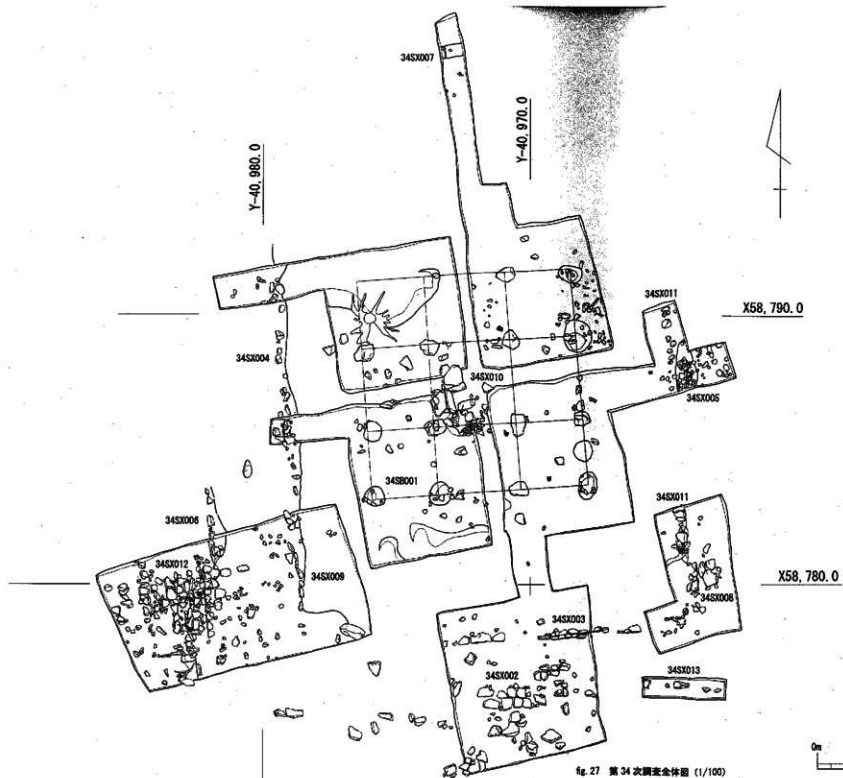 34SX007
Y-40,970.0
Y-40,980.0
34SX011
X58,790.0
34SX004
34SX010
34SX005
34SB001
34SX006
34SX011
34SX012
34SX009
X58,780.0
34SX008
34SX003
34SX002
34SX013
0m
fig. 27 第 34 次調査全体図 (1/100)